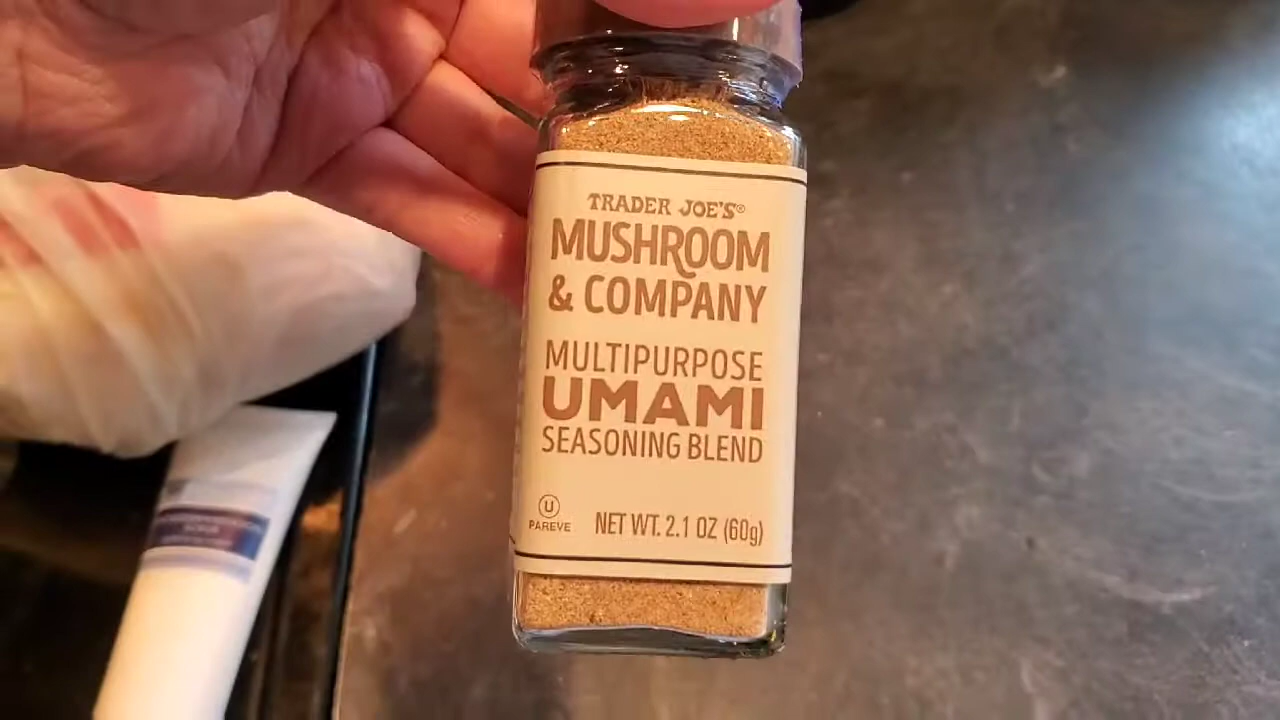 TRADER JOE'S®
MUSHROOM
& COMPANY
MULTIPURPOSE
UMAMI
SEASONING BLEND
U
PAREVE
NET WT. 2.1 OZ (60g)